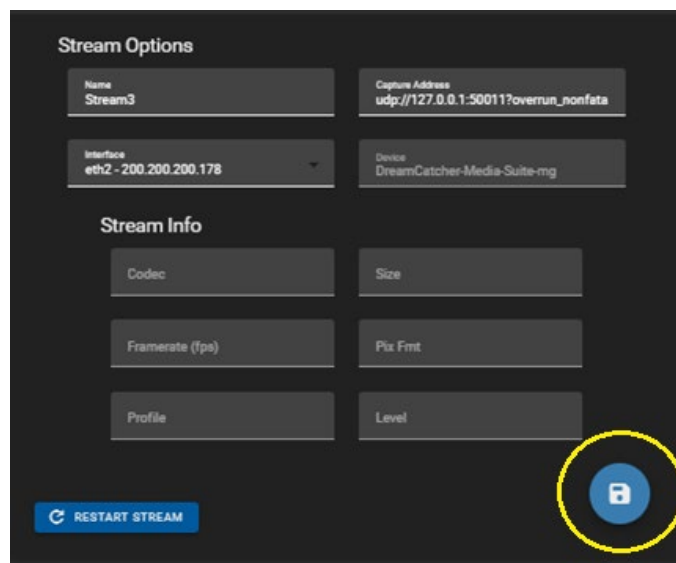 Stream Options
Name
Stream3
Capture Address
udp://127.0.0.1:50011?overrun_nonfata
Interface
eth2 - 200.200.200.178
Device
DreamCatcher-Media-Suite-mg
Stream Info
Codec
Size
Framerate (fps)
Pix Fmt
Profile
Level
RESTART STREAM